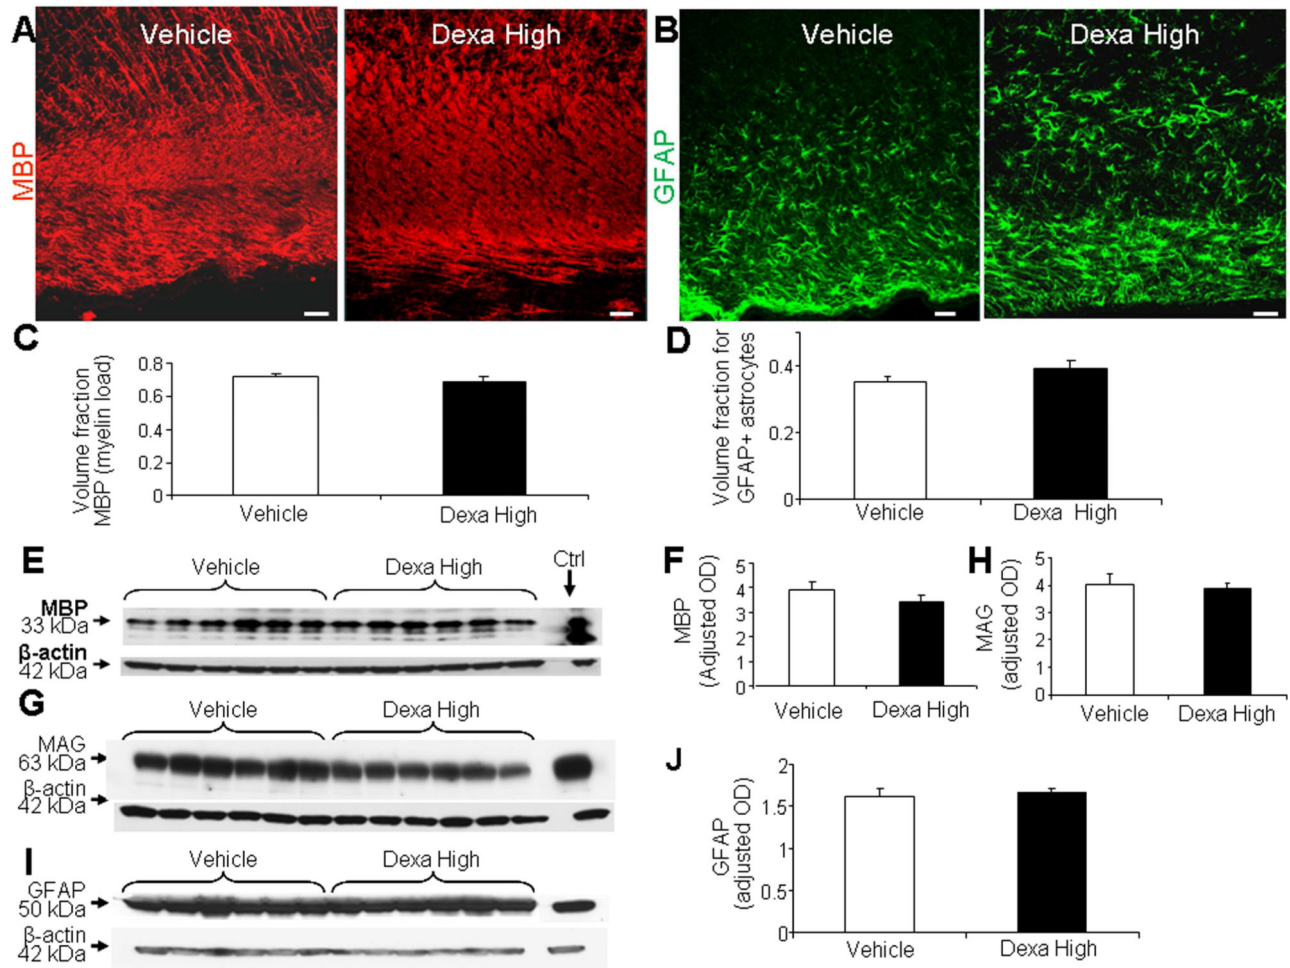 A
Vehicle
Dexa High
MBP
B
Vehicle
Dexa High
GFAP
C
Volume fraction
MBP (myelin load)
0.8
0.6
0.4
0.2
0
Vehicle
Dexa High
D
Volume fraction for
GFAP+ astrocytes
0.4
0.2
0
Vehicle
Dexa High
E
Vehicle
Dexa High
Ctrl
MBP
33 kDa
β-actin
42 kDa
F
MBP
(Adjusted OD)
5
4
3
2
1
0
Vehicle
Dexa High
H
MAG
(adjusted OD)
5
4
3
2
1
0
Vehicle
Dexa High
G
Vehicle
Dexa High
MAG
63 kDa
β-actin
42 kDa
I
Vehicle
Dexa High
GFAP
50 kDa
β-actin
42 kDa
J
GFAP
(adjusted OD)
2
1.5
1
0.5
0
Vehicle
Dexa High